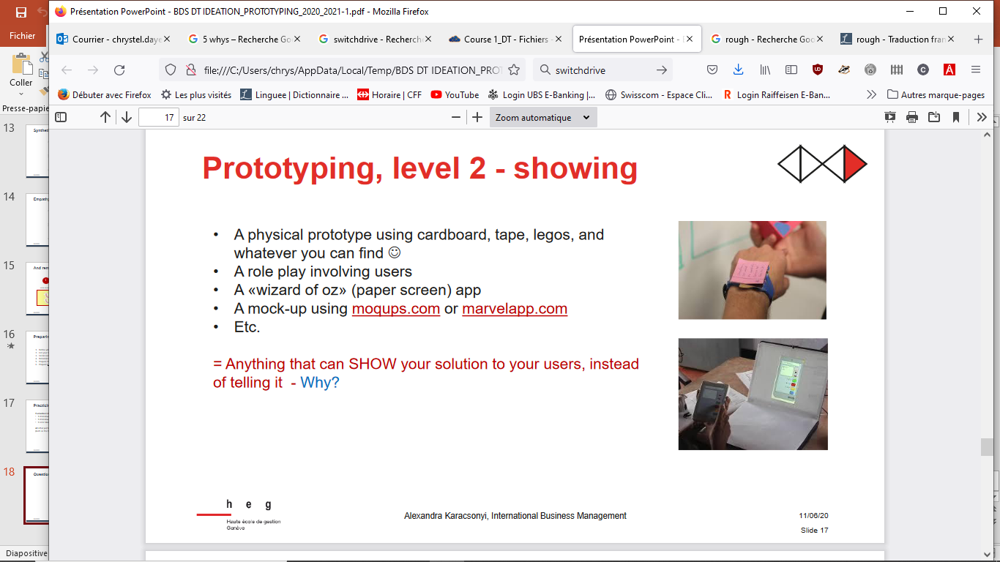 Présentation PowerPoint - BDS DT IDEATION_PROTOTYPING_2020_2021-1.pdf - Mozilla Firefox
Fichier
Courrier - chrystel.daye
5 whys – Recherche Go
switchdrive - Recherche
Course 1_DT - Fichiers -
Présentation PowerPoint -
rough - Recherche Goo
rough - Traduction fran
Coller
file:///C:/Users/chrys/AppData/Local/Temp/BDS DT IDEATION_PROT
switchdrive
Débuter avec Firefox
Les plus visités
Linguee | Dictionnaire ...
Horaire | CFF
YouTube
Login UBS E-Banking |...
Swisscom - Espace Cli...
Login Raiffeisen E-Ban...
Autres marque-pages
Presse-papie
17 sur 22
Zoom automatique
13
14
15
16
17
18
Diapositive
Prototyping, level 2 - showing
• A physical prototype using cardboard, tape, legos, and
whatever you can find ☺
• A role play involving users
• A «wizard of oz» (paper screen) app
• A mock-up using moqups.com or marvelapp.com
• Etc.
= Anything that can SHOW your solution to your users, instead
of telling it - Why?
h e g
Haute école de gestion
Genève
Alexandra Karacsonyi, International Business Management
11/06/20
Slide 17